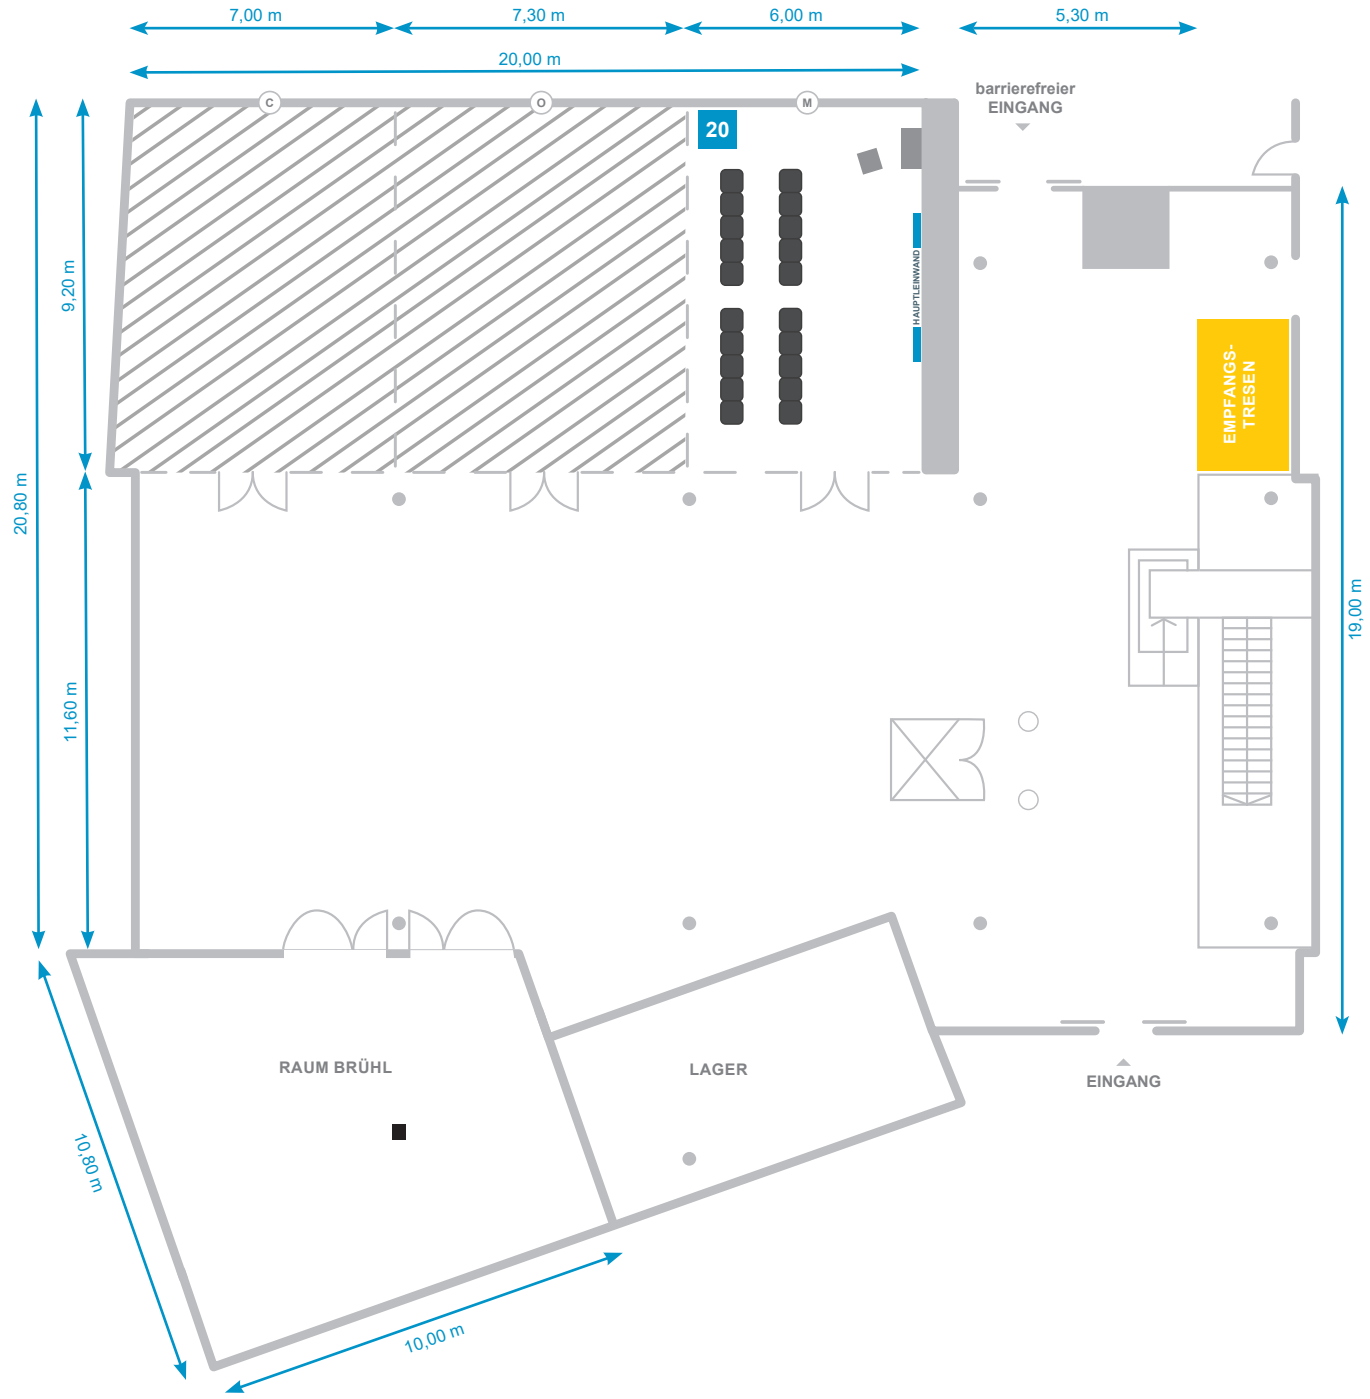 7,00 m
7,30 m
6,00 m
5,30 m
20,00 m
barrierefreier
EINGANG
C
O
M
20
9,20 m
HAUPTLEINWAND
EMPFANGS-
TRESEN
20,80 m
19,00 m
11,60 m
RAUM BRÜHL
LAGER
EINGANG
10,80 m
10,00 m